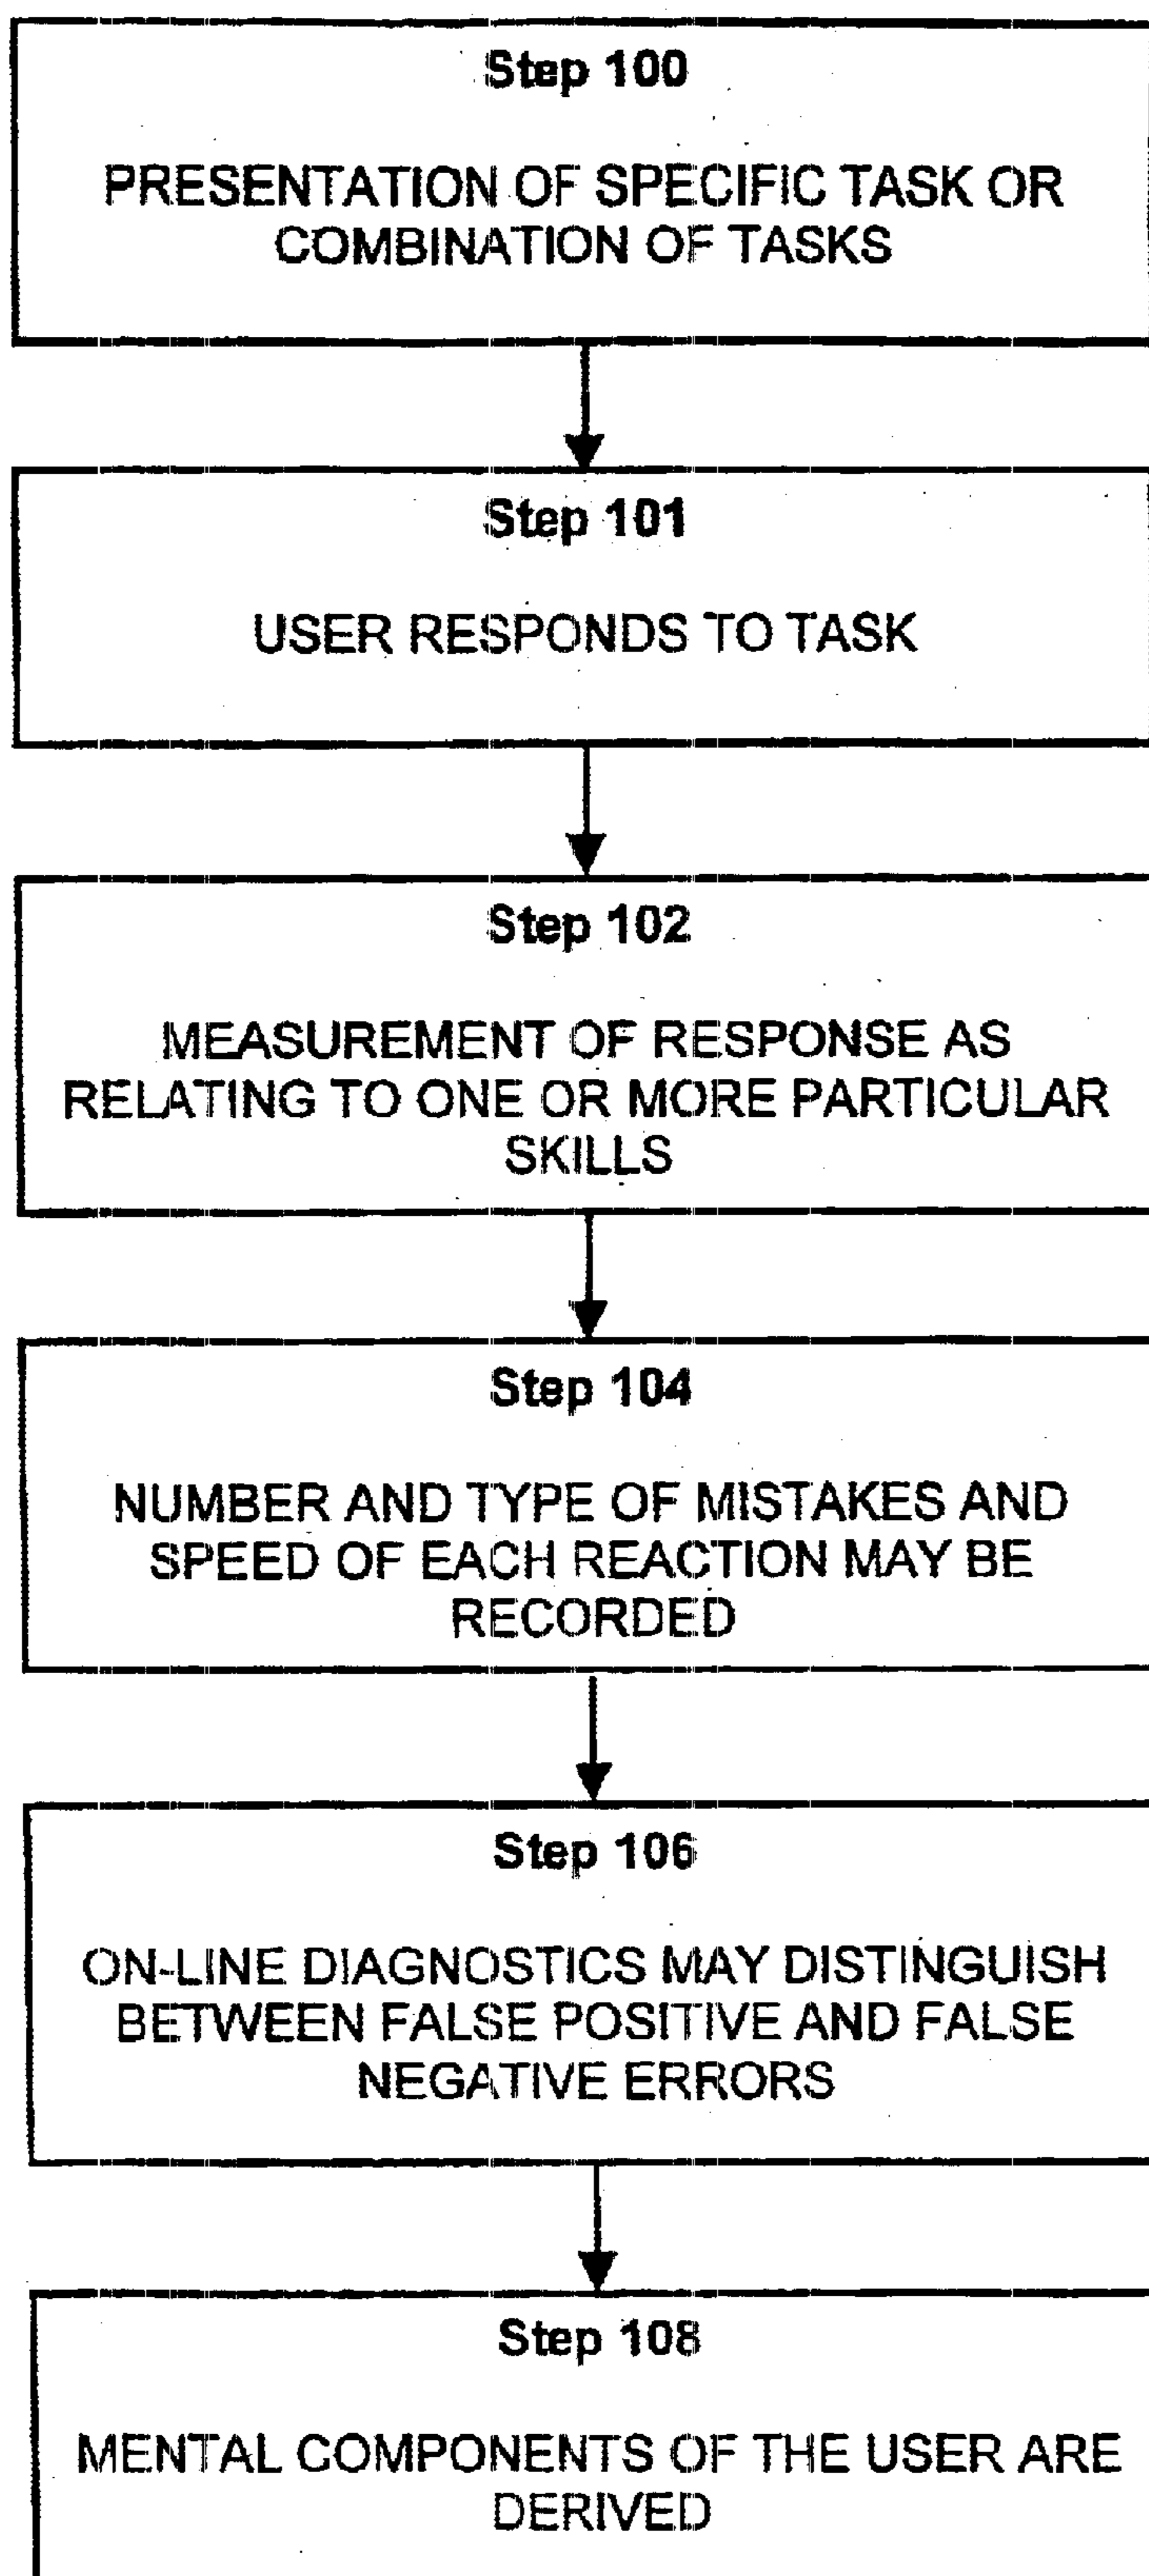 Step 100
PRESENTATION OF SPECIFIC TASK OR
COMBINATION OF TASKS
Step 101
USER RESPONDS TO TASK
Step 102
MEASUREMENT OF RESPONSE AS
RELATING TO ONE OR MORE PARTICULAR
SKILLS
Step 104
NUMBER AND TYPE OF MISTAKES AND
SPEED OF EACH REACTION MAY BE
RECORDED
Step 106
ON-LINE DIAGNOSTICS MAY DISTINGUISH
BETWEEN FALSE POSITIVE AND FALSE
NEGATIVE ERRORS
Step 108
MENTAL COMPONENTS OF THE USER ARE
DERIVED